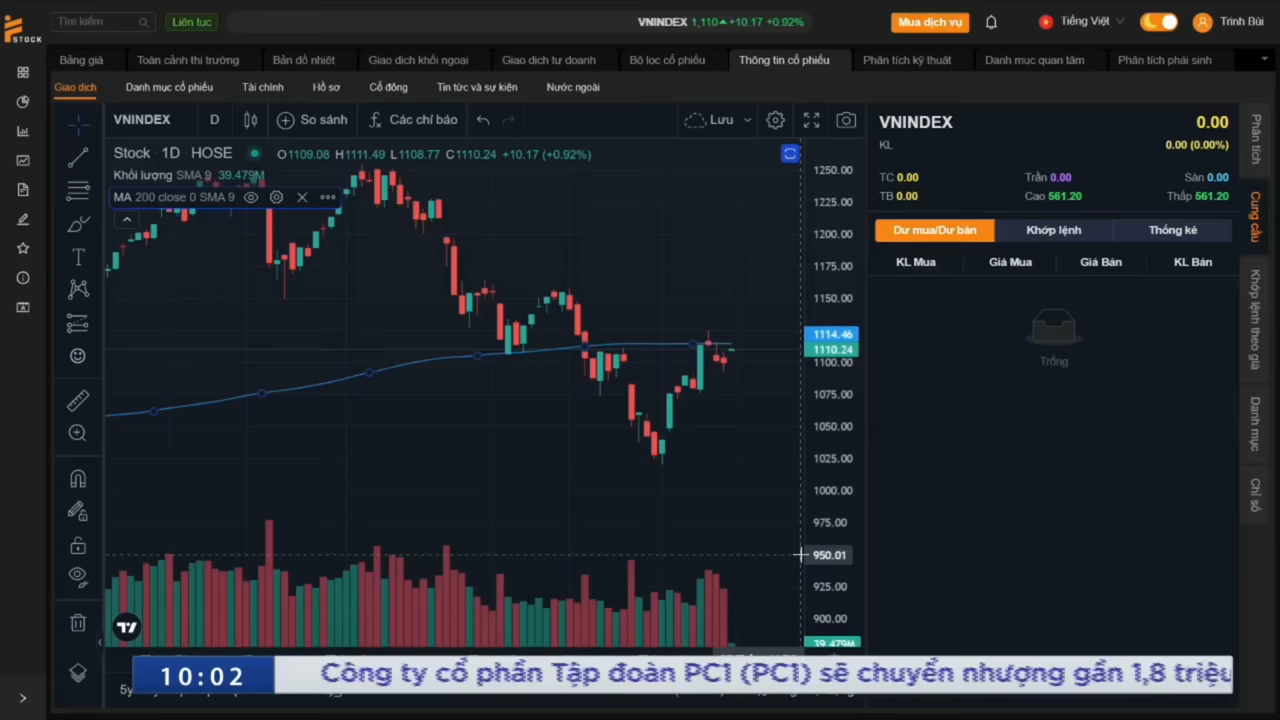 STOCK
Tìm kiếm
Liên tục
VNINDEX 1,110 +10.17 +0.92%
Mua dịch vụ
Tiếng Việt
Trinh Bùi
Bảng giá
Toàn cảnh thị trường
Bản đồ nhiệt
Giao dịch khối ngoại
Giao dịch tự doanh
Bộ lọc cổ phiếu
Thông tin cổ phiếu
Phân tích kỹ thuật
Danh mục quan tâm
Phân tích phái sinh
Giao dịch
Danh mục cổ phiếu
Tài chính
Hồ sơ
Cổ đông
Tin tức và sự kiện
Nước ngoài
VNINDEX
D
So sánh
Các chỉ báo
Lưu
Stock 1D HOSE
O1109.08 H1111.49 L1108.77 C1110.24 +10.17 (+0.92%)
Khối lượng SMA 9 39.479M
MA 200 close 0 SMA 9
1250.00
1225.00
1200.00
1175.00
1150.00
1114.46
1110.24
1100.00
1075.00
1050.00
1025.00
1000.00
975.00
950.01
925.00
900.00
39.479M
VNINDEX
0.00
KL
0.00 (0.00%)
TC 0.00
Trần 0.00
Sàn 0.00
TB 0.00
Cao 561.20
Thấp 561.20
Dư mua/Dư bán
Khớp lệnh
Thống kê
KL Mua
Giá Mua
Giá Bán
KL Bán
Trống
Phân tích
Cung cầu
Khớp lệnh theo giá
Danh mục
Chỉ số
10:02
Công ty cổ phần Tập đoàn PC1 (PC1) sẽ chuyển nhượng gần 1,8 triệu